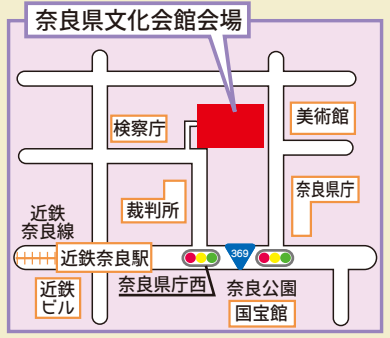 奈良県文化会館会場
検察庁
美術館
奈良県庁
裁判所
近鉄
奈良線
近鉄奈良駅
369
奈良県庁西
奈良公園
近鉄
ビル
国宝館